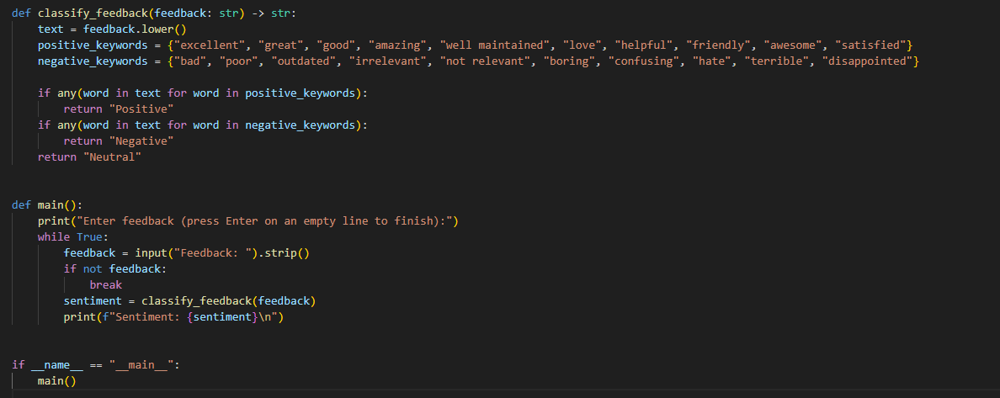 def classify_feedback(feedback: str) -> str:
    text = feedback.lower()
    positive_keywords = {"excellent", "great", "good", "amazing", "well maintained", "love", "helpful", "friendly", "awesome", "satisfied"}
    negative_keywords = {"bad", "poor", "outdated", "irrelevant", "not relevant", "boring", "confusing", "hate", "terrible", "disappointed"}

    if any(word in text for word in positive_keywords):
        return "Positive"
    if any(word in text for word in negative_keywords):
        return "Negative"
    return "Neutral"


def main():
    print("Enter feedback (press Enter on an empty line to finish):")
    while True:
        feedback = input("Feedback: ").strip()
        if not feedback:
            break
        sentiment = classify_feedback(feedback)
        print(f"Sentiment: {sentiment}\n")


if __name__ == "__main__":
    main()